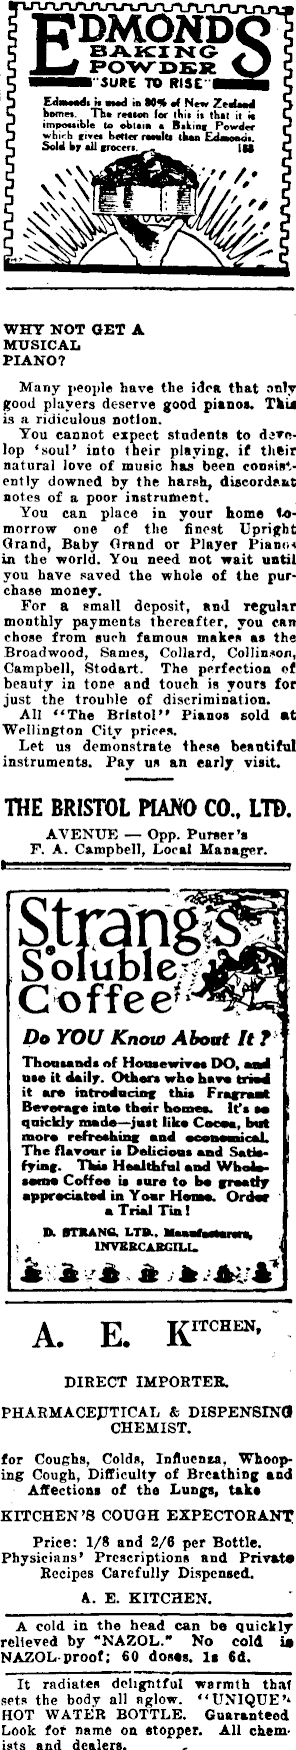 EDMONDS
BAKING
POWDER
"SURE TO RISE"
Edmonds is used in 80% of New Zealand
homes. The reason for this is that it is
impossible to obtain a Baking Powder
which gives better results than Edmonds.
Sold by all grocers. 188
WHY NOT GET A
MUSICAL
PIANO?
Many people have the idea that only
good players deserve good pianos. This
is a ridiculous notion.
You cannot expect students to deve-
lop 'soul' into their playing, if their
natural love of music has been consist-
ently downed by the harsh, discordant
notes of a poor instrument.
You can place in your home to-
morrow one of the finest Upright
Grand, Baby Grand or Player Pianos
in the world. You need not wait until
you have saved the whole of the pur-
chase money.
For a small deposit, and regular
monthly payments thereafter, you can
chose from such famous makes as the
Broadwood, Sames, Collard, Collinson,
Campbell, Stodart. The perfection of
beauty in tone and touch is yours for
just the trouble of discrimination.
All "The Bristol" Pianos sold at
Wellington City prices.
Let us demonstrate these beautiful
instruments. Pay us an early visit.
THE BRISTOL PIANO CO., LTD.
AVENUE — Opp. Purser's
F. A. Campbell, Local Manager.
Strang's
Soluble
Coffee
Do YOU Know About It?
Thousands of Housewives DO, and
use it daily. Others who have tried
it are introducing this Fragrant
Beverage into their homes. It's so
quickly made—just like Cocoa, but
more refreshing and economical.
The flavour is Delicious and Satis-
fying. This Healthful and Whole-
some Coffee is sure to be greatly
appreciated in Your Home. Order
a Trial Tin!
D. STRANG, LTD., Manufacturers,
INVERCARGILL.
A. E. KITCHEN,
DIRECT IMPORTER.
PHARMACEUTICAL & DISPENSING
CHEMIST.
for Coughs, Colds, Influenza, Whoop-
ing Cough, Difficulty of Breathing and
Affections of the Lungs, take
KITCHEN'S COUGH EXPECTORANT
Price: 1/8 and 2/6 per Bottle.
Physicians' Prescriptions and Private
Recipes Carefully Dispensed.
A. E. KITCHEN.
A cold in the head can be quickly
relieved by "NAZOL." No cold is
NAZOL-proof; 60 doses, 1s 6d.
It radiates delightful warmth that
sets the body all aglow. "UNIQUE"
HOT WATER BOTTLE. Guaranteed
Look for name on stopper. All chem-
ists and dealers.